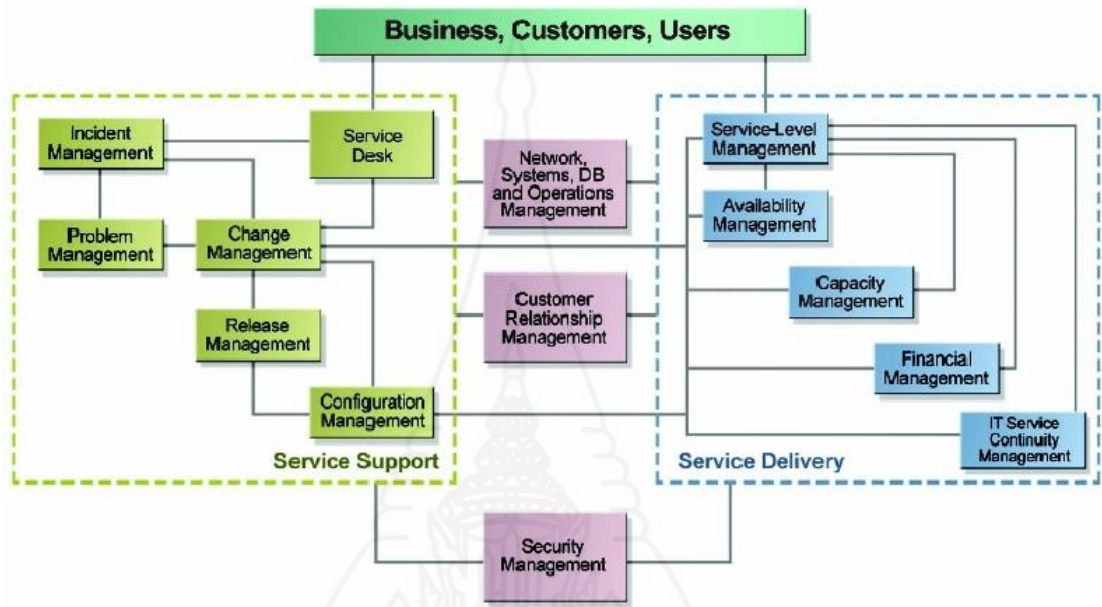 Business, Customers, Users
Incident
Management
Service
Desk
Problem
Management
Change
Management
Release
Management
Configuration
Management
Service Support
Network,
Systems, DB
and Operations
Management
Customer
Relationship
Management
Security
Management
Service-Level
Management
Availability
Management
Capacity
Management
Financial
Management
IT Service
Continuity
Management
Service Delivery